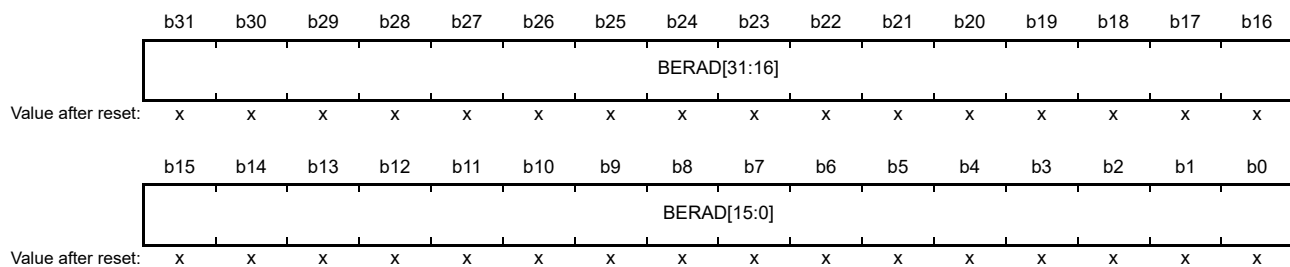 b31 b30 b29 b28 b27 b26 b25 b24 b23 b22 b21 b20 b19 b18 b17 b16
BERAD[31:16]
Value after reset: x x x x x x x x x x x x x x x x
b15 b14 b13 b12 b11 b10 b9 b8 b7 b6 b5 b4 b3 b2 b1 b0
BERAD[15:0]
Value after reset: x x x x x x x x x x x x x x x x